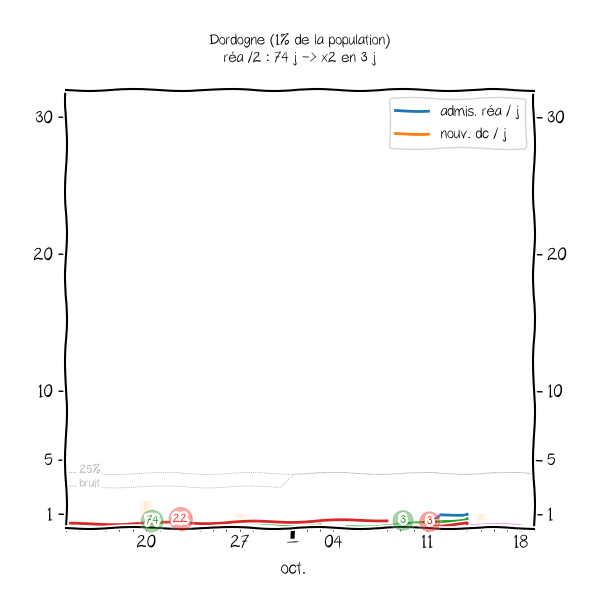 Dordogne (1% de la population)
réa /2 : 74 j -> x2 en 3 j
admis. réa / j
nouv. dc / j
30 30
20 20
10 10
5 5
25%
bruit
1 1
74 22 3 3
20 27 04 11 18
oct.